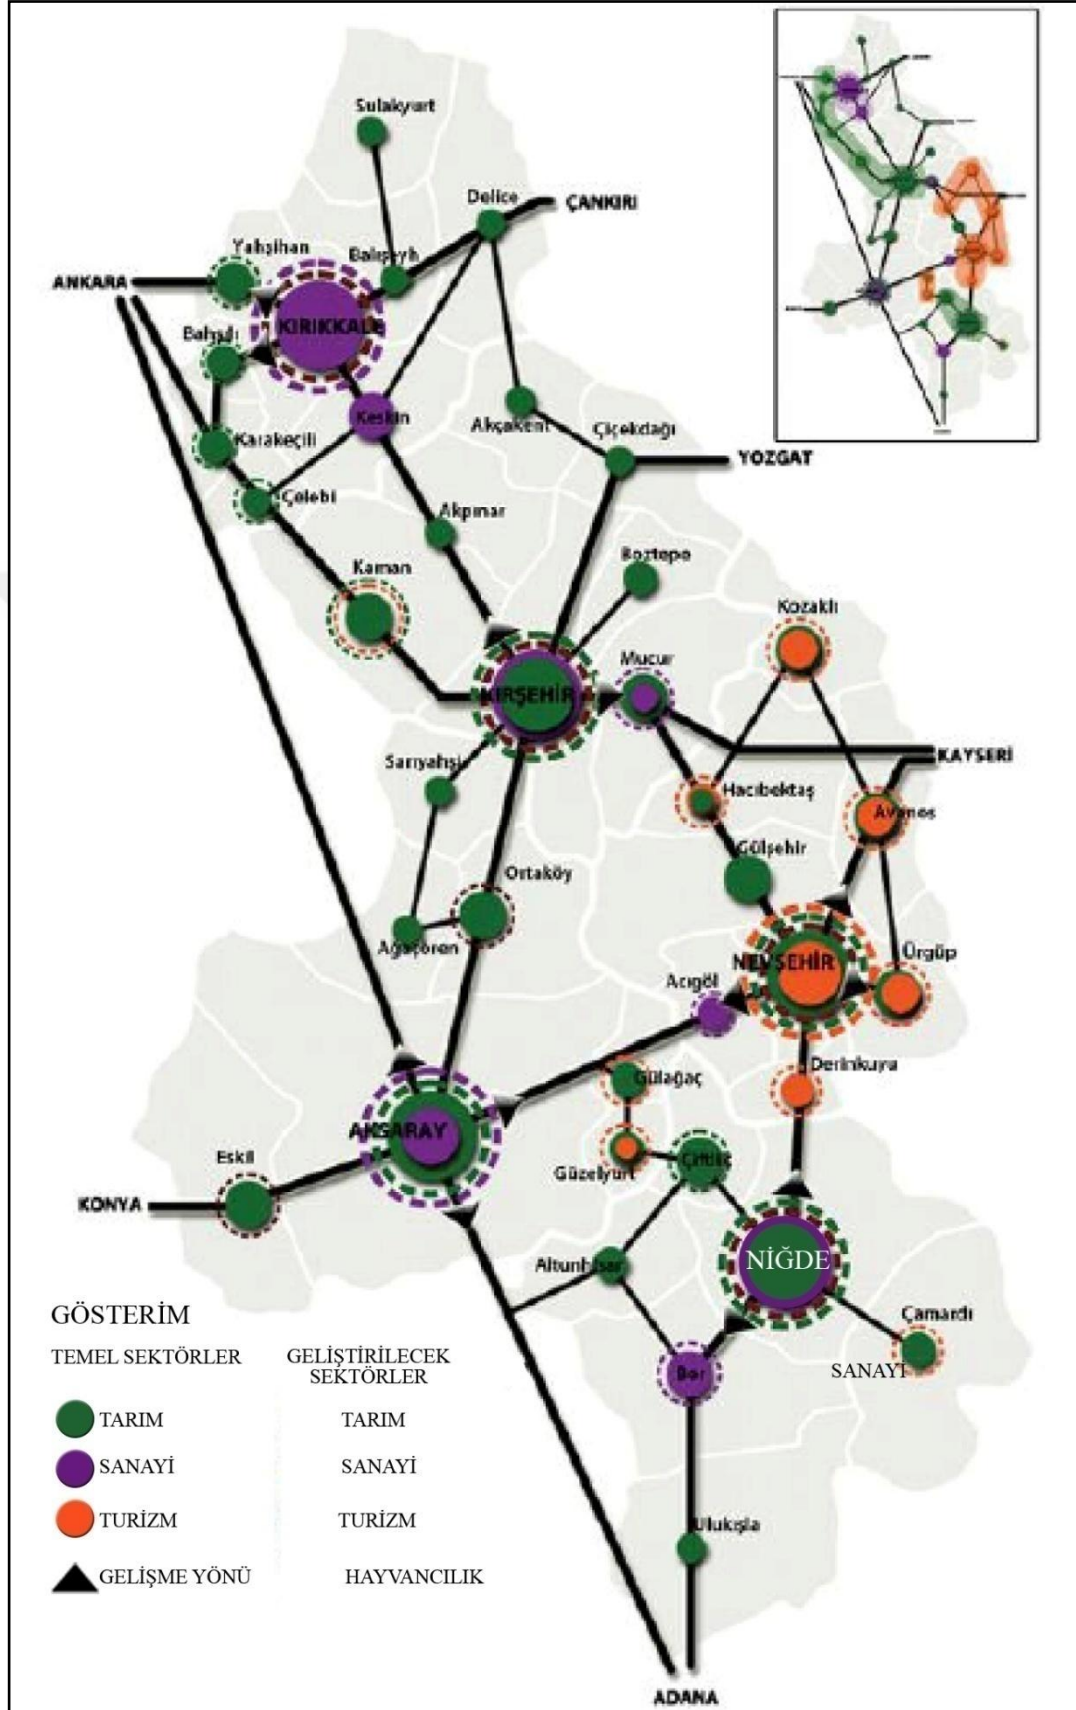 Sulakyurt
Delice
ÇANKIRI
Yahşihan
Balışeyh
ANKARA
KIRIKKALE
Bahşılı
Keskin
Karakeçili
Akçakent
Çiçekdağı
YOZGAT
Çelebi
Akpınar
Kaman
Boztepe
Kozaklı
Mucur
KIRŞEHİR
KAYSERİ
Sarıyahşi
Hacıbektaş
Avanos
Gülşehir
Ortaköy
Ağaçören
NEVŞEHİR
Ürgüp
Acıgöl
Derinkuyu
Gülağaç
AKSARAY
Eskil
Güzelyurt
Çiftlik
KONYA
Altunhisar
NİĞDE
Çamardı
SANAYİ
Bor
Ulukışla
ADANA
GÖSTERİM
TEMEL SEKTÖRLER
GELİŞTİRİLECEK
SEKTÖRLER
TARIM TARIM
SANAYİ SANAYİ
TURİZM TURİZM
GELİŞME YÖNÜ HAYVANCILIK